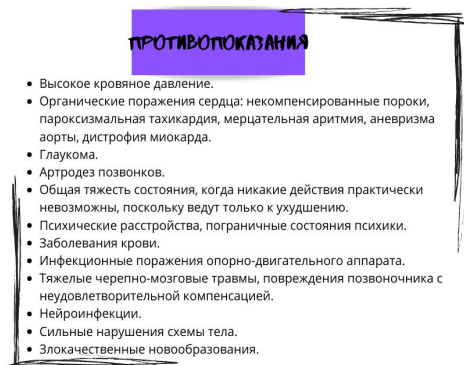 ПРОТИВОПОКАЗАНИЯ
• Высокое кровяное давление.
• Органические поражения сердца: некомпенсированные пороки,
пароксизмальная тахикардия, мерцательная аритмия, аневризма
аорты, дистрофия миокарда.
• Глаукома.
• Артродез позвонков.
• Общая тяжесть состояния, когда никакие действия практически
невозможны, поскольку ведут только к ухудшению.
• Психические расстройства, пограничные состояния психики.
• Заболевания крови.
• Инфекционные поражения опорно-двигательного аппарата.
• Тяжелые черепно-мозговые травмы, повреждения позвоночника с
неудовлетворительной компенсацией.
• Нейроинфекции.
• Сильные нарушения схемы тела.
• Злокачественные новообразования.